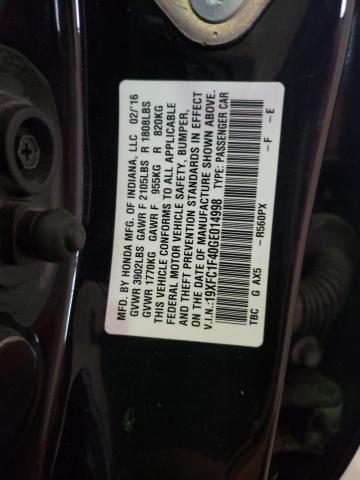 MFD. BY HONDA MFG. OF INDIANA, LLC 02/'16
GVWR 3902LBS GAWR F 2105LBS R 1808LBS
GVWR 1770KG GAWR F 955KG R 820KG
THIS VEHICLE CONFORMS TO ALL APPLICABLE
FEDERAL MOTOR VEHICLE SAFETY, BUMPER,
AND THEFT PREVENTION STANDARDS IN EFFECT
ON THE DATE OF MANUFACTURE SHOWN ABOVE.
V.I.N.:19XFC1F40GE014998 TYPE: PASSENGER CAR
TBC G AX5 - R560PX - F - E